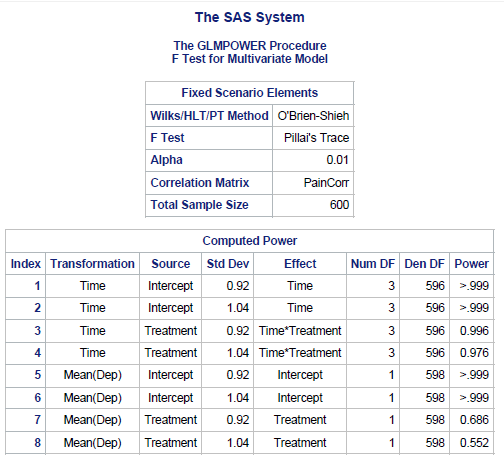 The SAS System
The GLMPOWER Procedure
F Test for Multivariate Model
Fixed Scenario Elements
Wilks/HLT/PT Method O'Brien-Shieh
F Test Pillai's Trace
Alpha 0.01
Correlation Matrix PainCorr
Total Sample Size 600
Computed Power
Index Transformation Source Std Dev Effect Num DF Den DF Power
1 Time Intercept 0.92 Time 3 596 >.999
2 Time Intercept 1.04 Time 3 596 >.999
3 Time Treatment 0.92 Time*Treatment 3 596 0.996
4 Time Treatment 1.04 Time*Treatment 3 596 0.976
5 Mean(Dep) Intercept 0.92 Intercept 1 598 >.999
6 Mean(Dep) Intercept 1.04 Intercept 1 598 >.999
7 Mean(Dep) Treatment 0.92 Treatment 1 598 0.686
8 Mean(Dep) Treatment 1.04 Treatment 1 598 0.552